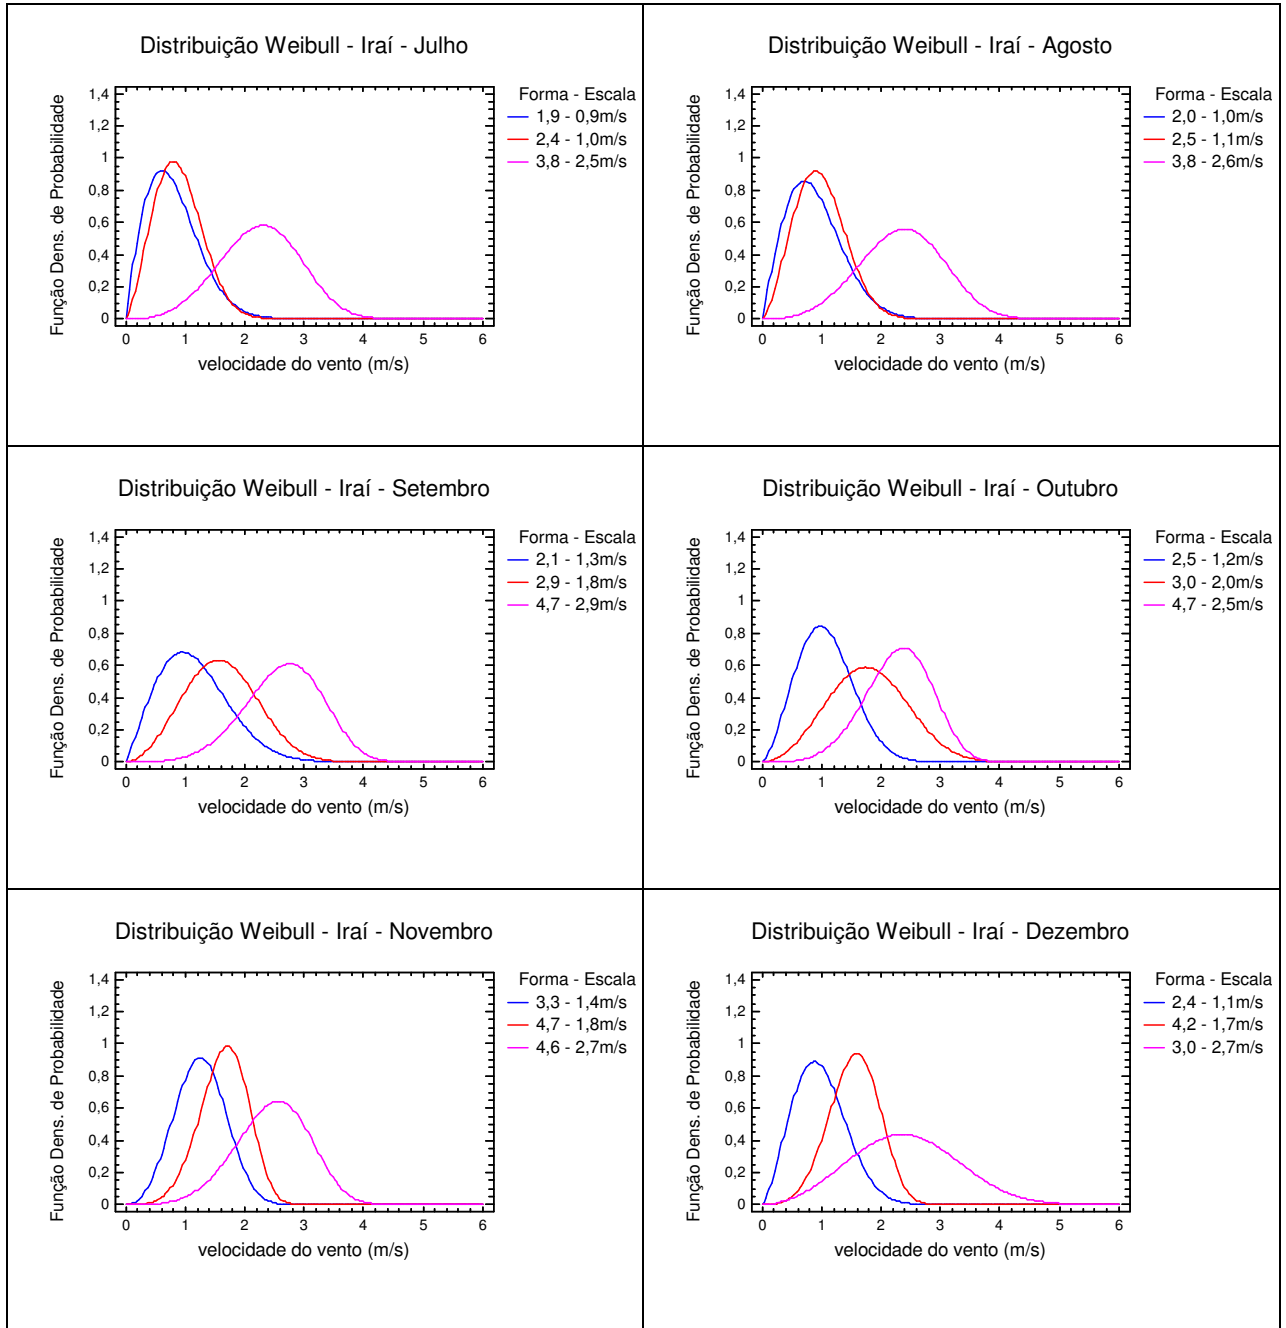 Distribuição Weibull - Iraí - Julho
Função Dens. de Probabilidade
1,4
1,2
1
0,8
0,6
0,4
0,2
0
0 1 2 3 4 5 6
velocidade do vento (m/s)
Forma - Escala
1,9 - 0,9m/s
2,4 - 1,0m/s
3,8 - 2,5m/s
Distribuição Weibull - Iraí - Agosto
Função Dens. de Probabilidade
1,4
1,2
1
0,8
0,6
0,4
0,2
0
0 1 2 3 4 5 6
velocidade do vento (m/s)
Forma - Escala
2,0 - 1,0m/s
2,5 - 1,1m/s
3,8 - 2,6m/s
Distribuição Weibull - Iraí - Setembro
Função Dens. de Probabilidade
1,4
1,2
1
0,8
0,6
0,4
0,2
0
0 1 2 3 4 5 6
velocidade do vento (m/s)
Forma - Escala
2,1 - 1,3m/s
2,9 - 1,8m/s
4,7 - 2,9m/s
Distribuição Weibull - Iraí - Outubro
Função Dens. de Probabilidade
1,4
1,2
1
0,8
0,6
0,4
0,2
0
0 1 2 3 4 5 6
velocidade do vento (m/s)
Forma - Escala
2,5 - 1,2m/s
3,0 - 2,0m/s
4,7 - 2,5m/s
Distribuição Weibull - Iraí - Novembro
Função Dens. de Probabilidade
1,4
1,2
1
0,8
0,6
0,4
0,2
0
0 1 2 3 4 5 6
velocidade do vento (m/s)
Forma - Escala
3,3 - 1,4m/s
4,7 - 1,8m/s
4,6 - 2,7m/s
Distribuição Weibull - Iraí - Dezembro
Função Dens. de Probabilidade
1,4
1,2
1
0,8
0,6
0,4
0,2
0
0 1 2 3 4 5 6
velocidade do vento (m/s)
Forma - Escala
2,4 - 1,1m/s
4,2 - 1,7m/s
3,0 - 2,7m/s